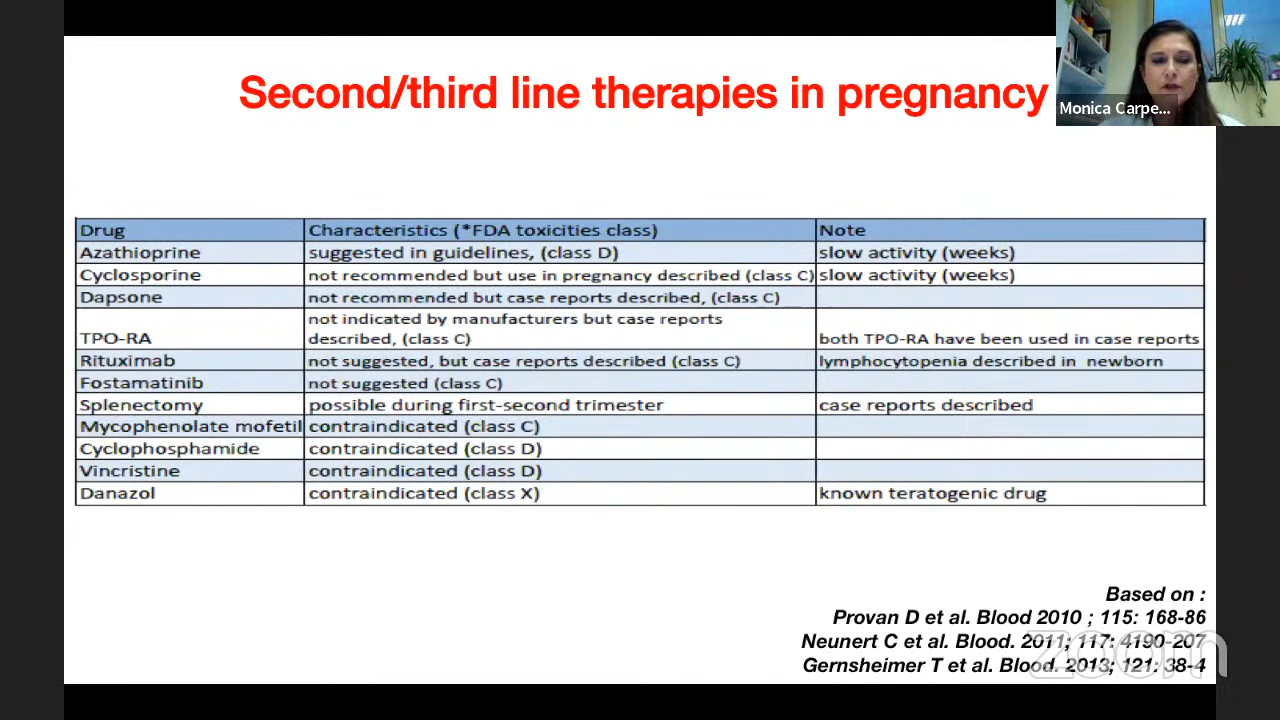 Second/third line therapies in pregnancy
Monica Carpe...
Drug Characteristics (*FDA toxicities class) Note
Azathioprine suggested in guidelines, (class D) slow activity (weeks)
Cyclosporine not recommended but use in pregnancy described (class C) slow activity (weeks)
Dapsone not recommended but case reports described, (class C)
not indicated by manufacturers but case reports
TPO-RA described, (class C) both TPO-RA have been used in case reports
Rituximab not suggested, but case reports described (class C) lymphocytopenia described in newborn
Fostamatinib not suggested (class C)
Splenectomy possible during first-second trimester case reports described
Mycophenolate mofetil contraindicated (class C)
Cyclophosphamide contraindicated (class D)
Vincristine contraindicated (class D)
Danazol contraindicated (class X) known teratogenic drug
Based on :
Provan D et al. Blood 2010 ; 115: 168-86
Neunert C et al. Blood. 2011; 117: 4190-207
Gernsheimer T et al. Blood. 2013; 121: 38-4
zoom